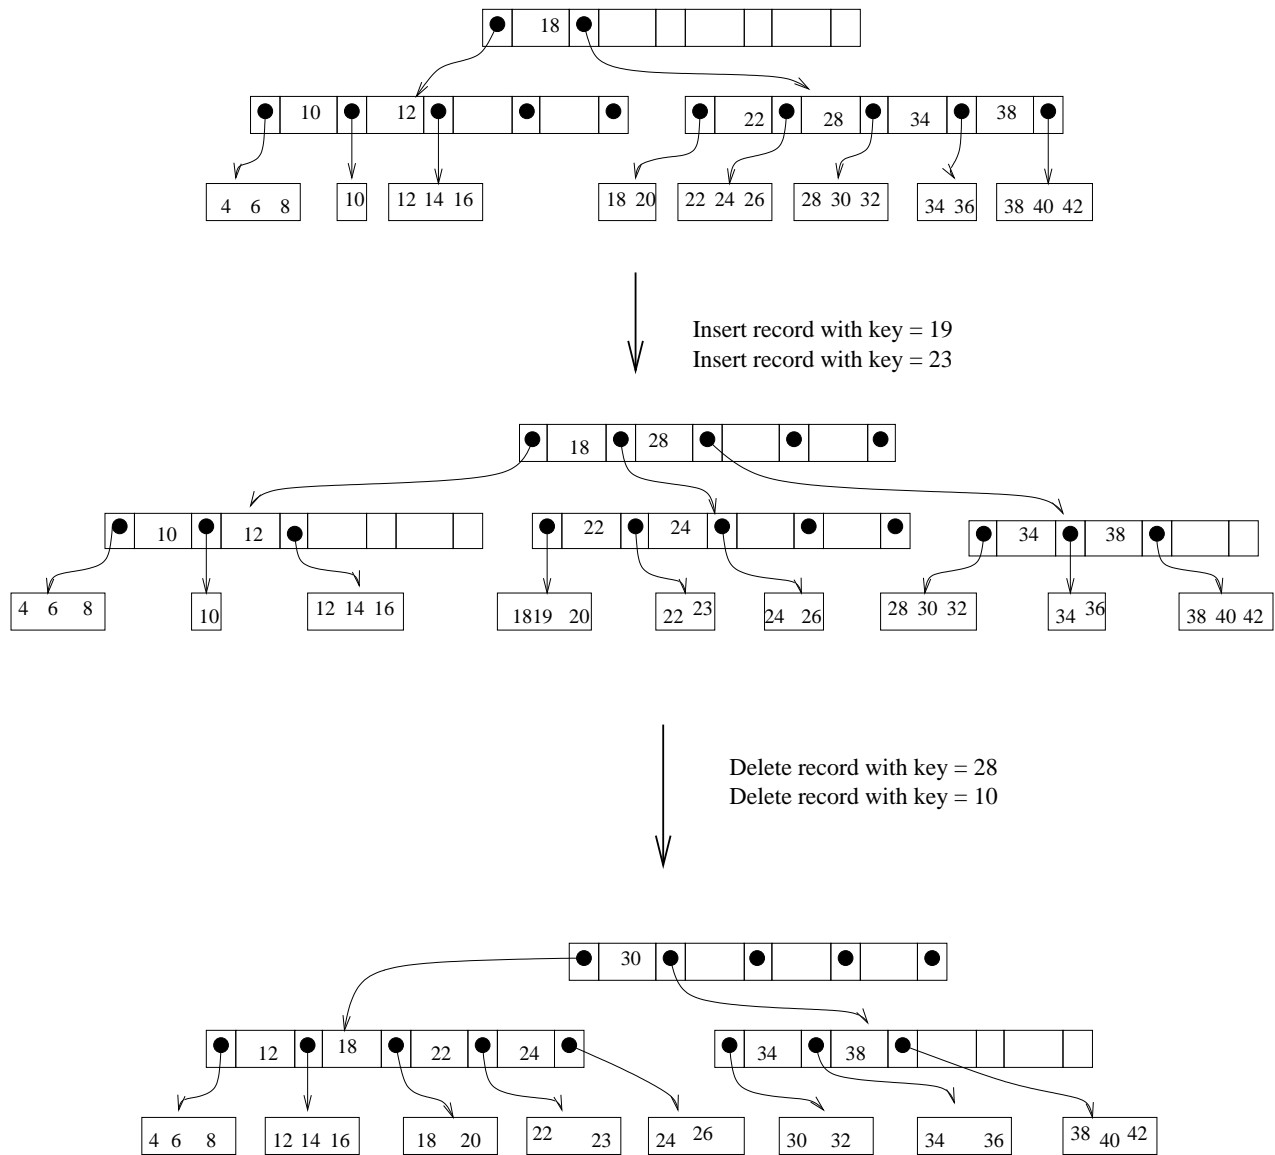 18
10 12 22 28 34 38
4 6 8 10 12 14 16 18 20 22 24 26 28 30 32 34 36 38 40 42
Insert record with key = 19
Insert record with key = 23
18 28
10 12 22 24 34 38
4 6 8 10 12 14 16 1819 20 22 23 24 26 28 30 32 34 36 38 40 42
Delete record with key = 28
Delete record with key = 10
30
12 18 22 24 34 38
4 6 8 12 14 16 18 20 22 23 24 26 30 32 34 36 38 40 42